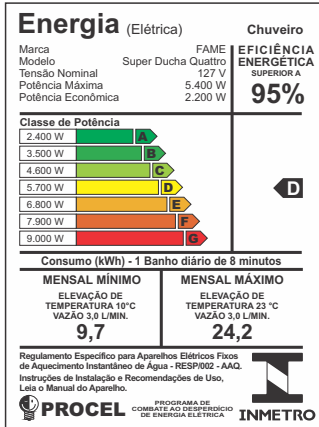 Energia (Elétrica) Chuveiro
Marca FAME
Modelo Super Ducha Quattro
Tensão Nominal 127 V
Potência Máxima 5.400 W
Potência Econômica 2.200 W
EFICIÊNCIA
ENERGÉTICA
SUPERIOR A
95%
Classe de Potência
2.400 W A
3.500 W B
4.600 W C
5.700 W D
6.800 W E
7.900 W F
9.000 W G
D
Consumo (kWh) - 1 Banho diário de 8 minutos
MENSAL MÍNIMO
ELEVAÇÃO DE
TEMPERATURA 10°C
VAZÃO 3,0 L/MIN.
9,7
MENSAL MÁXIMO
ELEVAÇÃO DE
TEMPERATURA 23 °C
VAZÃO 3,0 L/MIN.
24,2
Regulamento Específico para Aparelhos Elétricos Fixos
de Aquecimento Instantâneo de Água - RESP/002 - AAQ.
Instruções de Instalação e Recomendações de Uso,
Leia o Manual do Aparelho.
PROCEL
PROGRAMA DE
COMBATE AO DESPERDÍCIO
DE ENERGIA ELÉTRICA
INMETRO